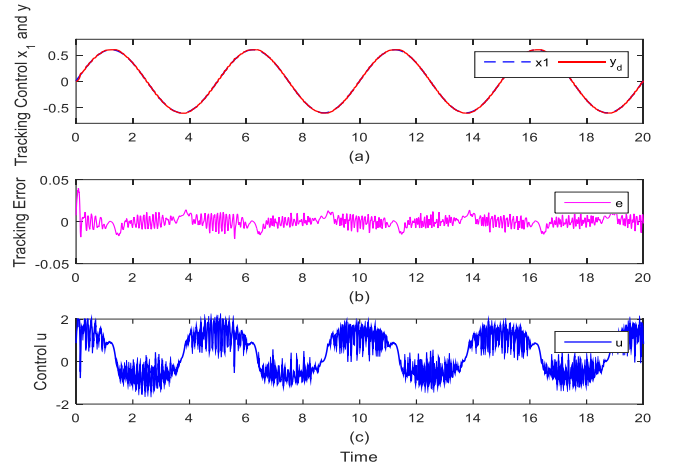 Tracking Control x1 and y
0.5
0
-0.5
x1 yd
0 2 4 6 8 10 12 14 16 18 20
(a)
Tracking Error
0.05
0
-0.05
e
0 2 4 6 8 10 12 14 16 18 20
(b)
Control u
2
0
-2
u
0 2 4 6 8 10 12 14 16 18 20
(c)
Time